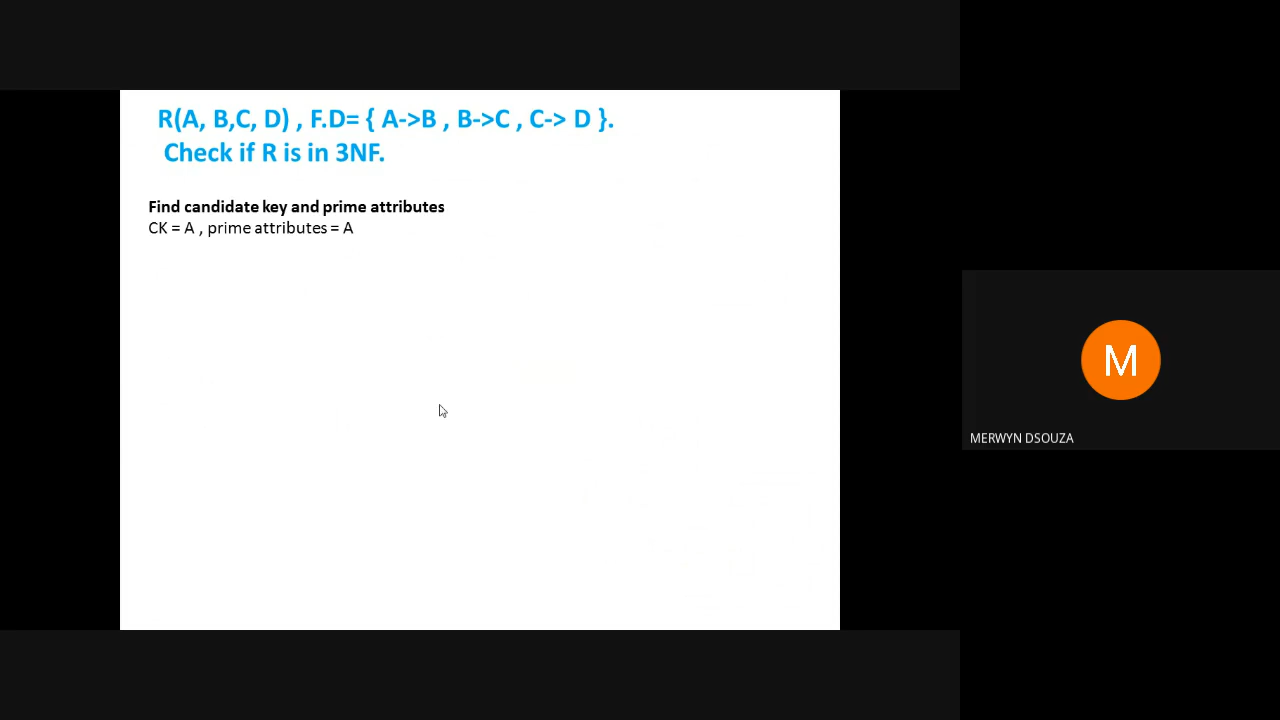 R(A, B,C, D) , F.D= { A->B , B->C , C-> D }.
Check if R is in 3NF.
Find candidate key and prime attributes
CK = A , prime attributes = A
M
MERWYN DSOUZA